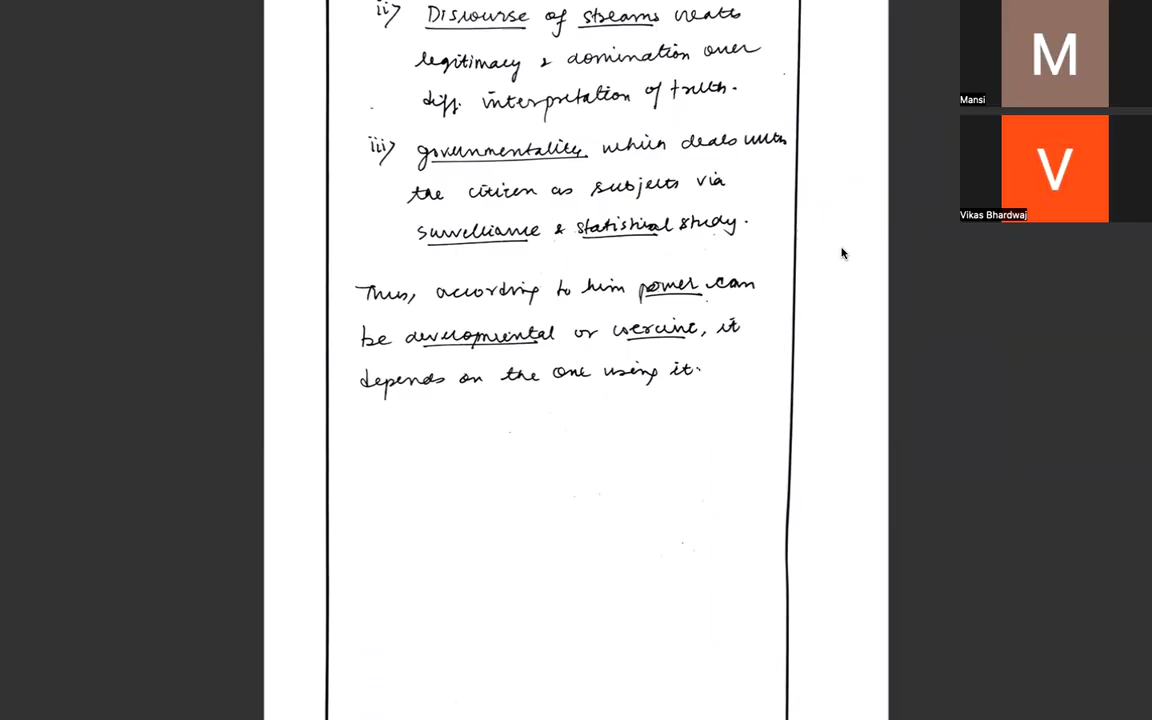 ii> Discourse of streams create
legitimacy & domination over
diff. interpretation of truth.
iii> governmentality which deals with
the citizen as subjects via
surveillance & statistical study.
Thus, according to him power can
be developmental or coercive, it
depends on the one using it.
M
Mansi
V
Vikas Bhardwaj